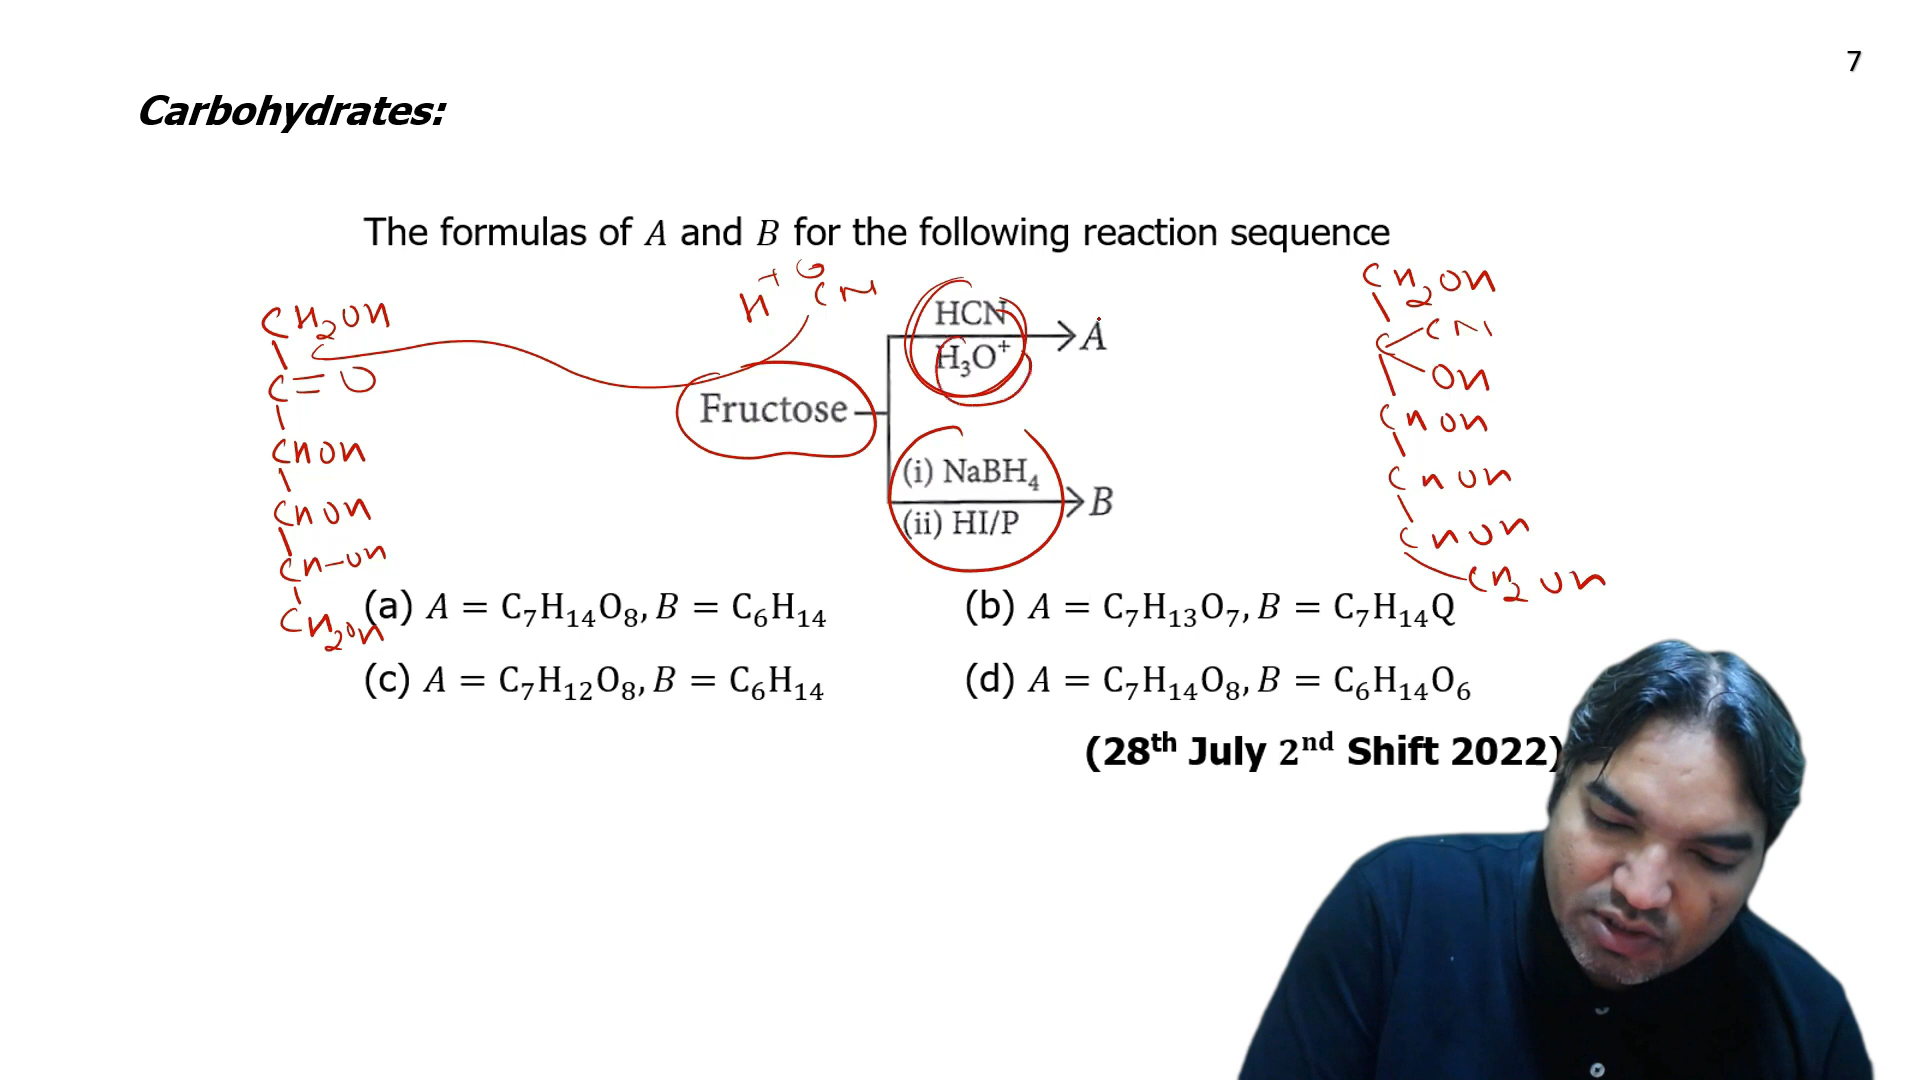 7
Carbohydrates:
The formulas of A and B for the following reaction sequence
H⁺ ⊖CN
CH₂OH
C=O
CHOH
CHOH
CH-OH
CH₂OH
Fructose
HCN
H₃O⁺
A
(i) NaBH₄
(ii) HI/P
B
CH₂OH
C CN
OH
CHOH
CHOH
CHOH
CH₂OH
(a) A = C₇H₁₄O₈, B = C₆H₁₄
(b) A = C₇H₁₃O₇, B = C₇H₁₄Q
(c) A = C₇H₁₂O₈, B = C₆H₁₄
(d) A = C₇H₁₄O₈, B = C₆H₁₄O₆
(28th July 2nd Shift 2022)